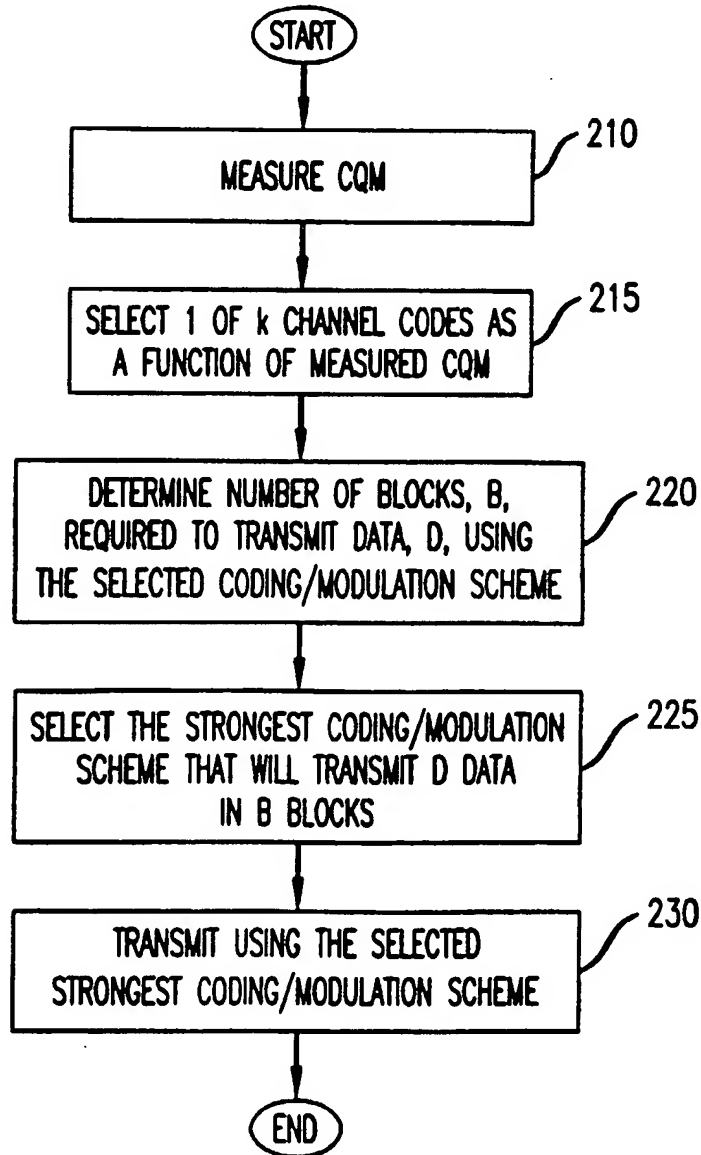 START
MEASURE CQM
210
SELECT 1 OF k CHANNEL CODES AS
A FUNCTION OF MEASURED CQM
215
DETERMINE NUMBER OF BLOCKS, B,
REQUIRED TO TRANSMIT DATA, D, USING
THE SELECTED CODING/MODULATION SCHEME
220
SELECT THE STRONGEST CODING/MODULATION
SCHEME THAT WILL TRANSMIT D DATA
IN B BLOCKS
225
TRANSMIT USING THE SELECTED
STRONGEST CODING/MODULATION SCHEME
230
END